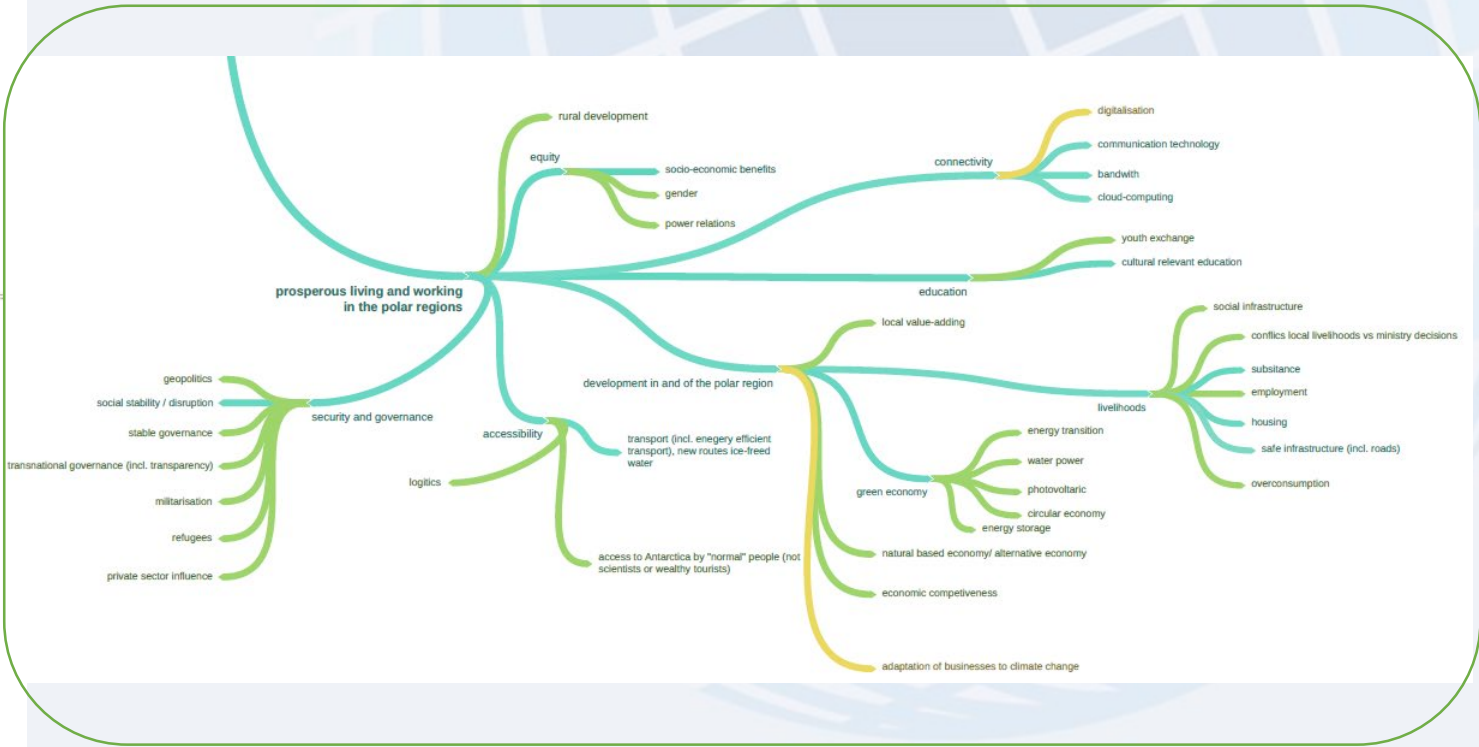 prosperous living and working
in the polar regions
rural development
equity
socio-economic benefits
gender
power relations
connectivity
digitalisation
communication technology
bandwith
cloud-computing
education
youth exchange
cultural relevant education
development in and of the polar region
local value-adding
livelihoods
social infrastructure
conflics local livelihoods vs ministry decisions
subsitance
employment
housing
safe infrastructure (incl. roads)
overconsumption
green economy
energy transition
water power
photovoltaric
circular economy
energy storage
natural based economy/ alternative economy
economic competiveness
adaptation of businesses to climate change
accessibility
transport (incl. enegery efficient
transport), new routes ice-freed
water
logitics
access to Antarctica by "normal" people (not
scientists or wealthy tourists)
security and governance
geopolitics
social stability / disruption
stable governance
transnational governance (incl. transparency)
militarisation
refugees
private sector influence